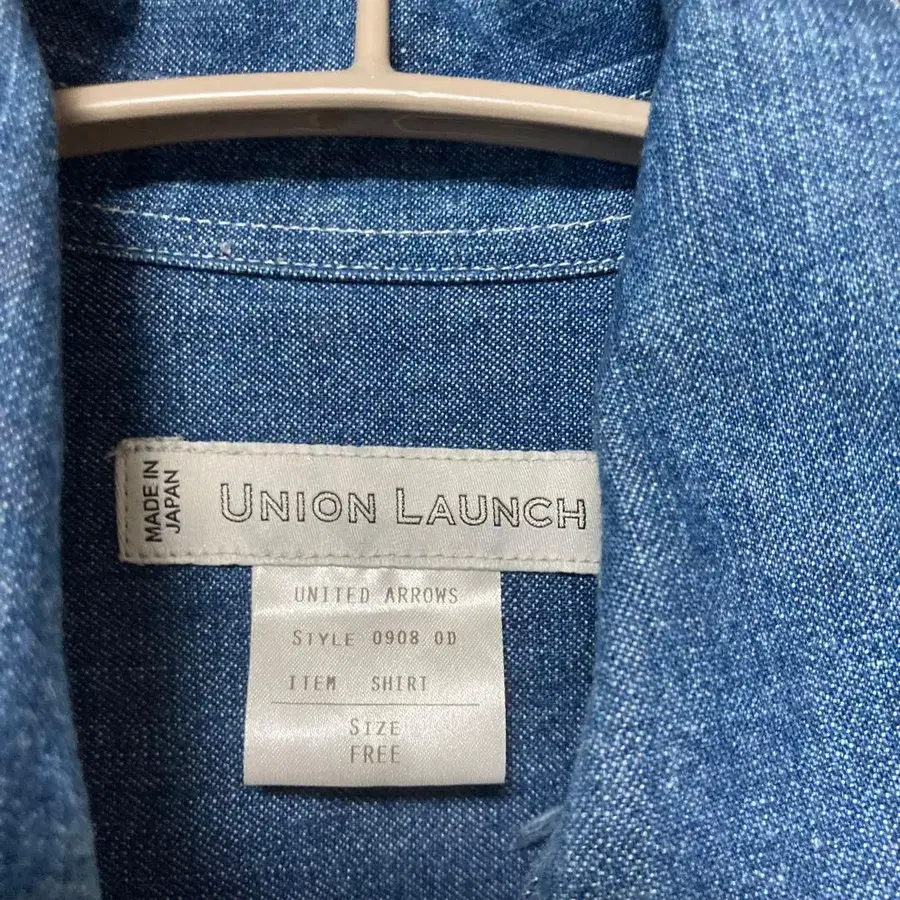 MADE IN
JAPAN
UNION LAUNCH
UNITED ARROWS
STYLE 0908 OD
ITEM SHIRT
SIZE
FREE